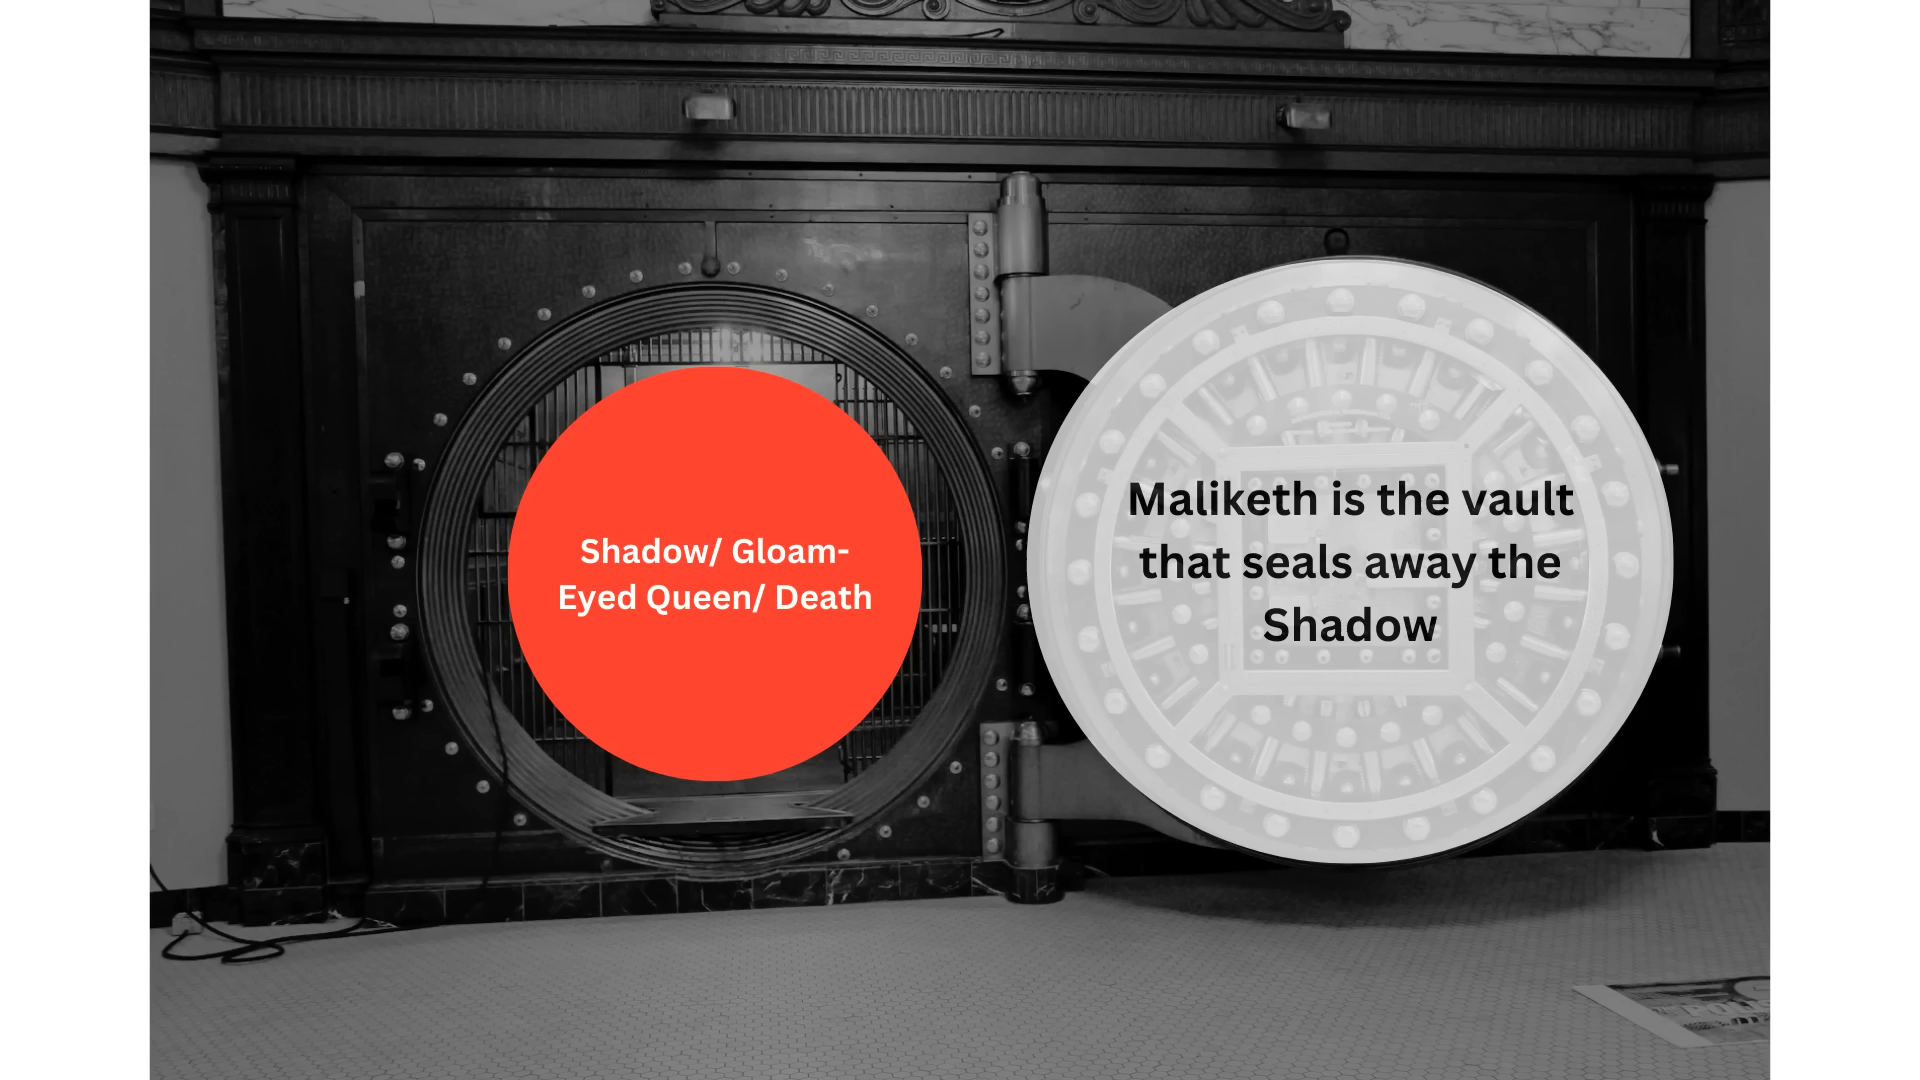 Shadow/ Gloam-
Eyed Queen/ Death
Maliketh is the vault
that seals away the
Shadow